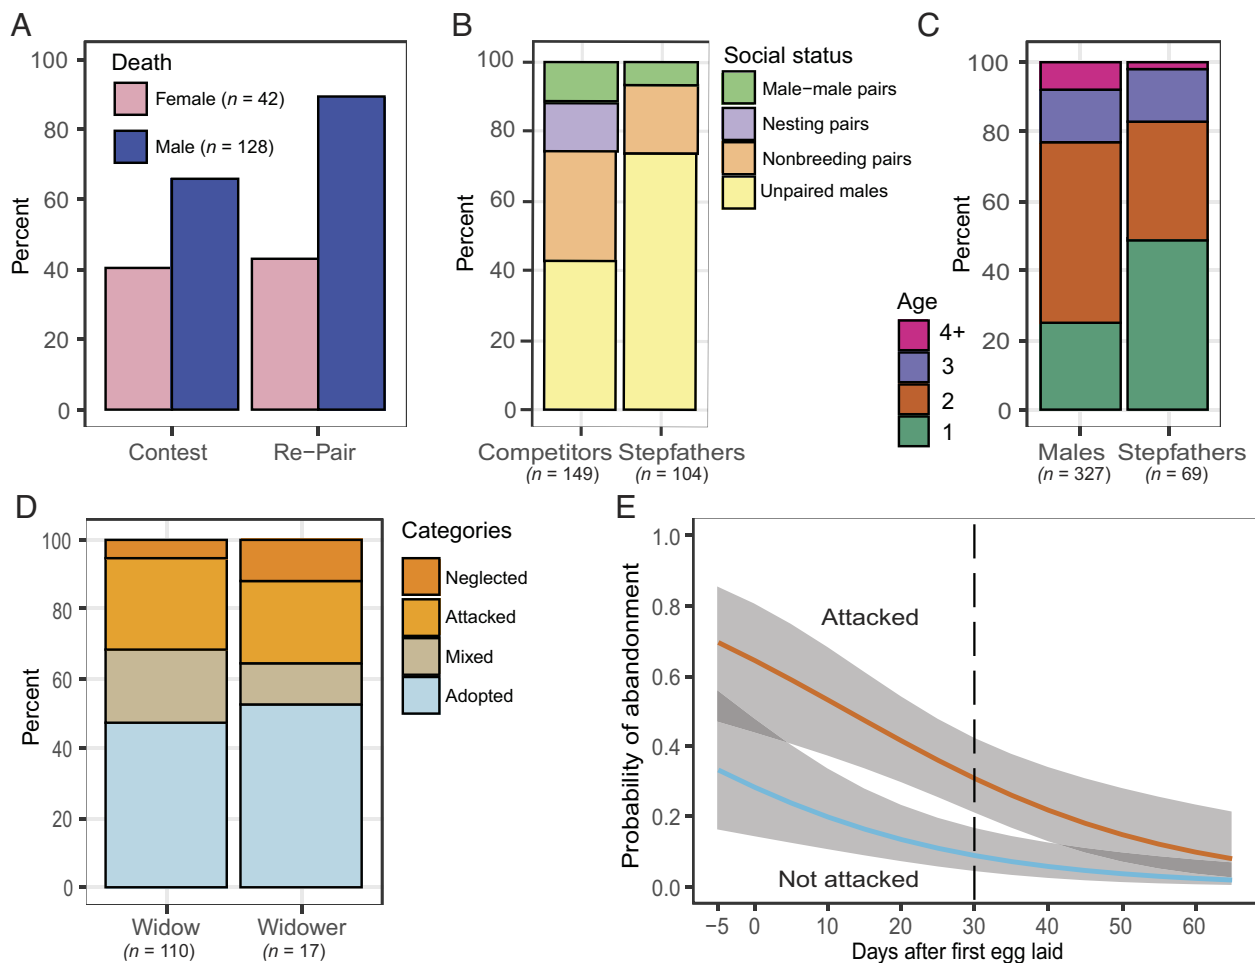 A
Percent
100
80
60
40
20
0
Death
Female (n = 42)
Male (n = 128)
Contest
Re−Pair
B
Percent
100
80
60
40
20
0
Competitors
(n = 149)
Stepfathers
(n = 104)
Social status
Male−male pairs
Nesting pairs
Nonbreeding pairs
Unpaired males
C
Percent
100
80
60
40
20
0
Age
4+
3
2
1
Males
(n = 327)
Stepfathers
(n = 69)
D
Percent
100
80
60
40
20
0
Widow
(n = 110)
Widower
(n = 17)
Categories
Neglected
Attacked
Mixed
Adopted
E
Probability of abandonment
1.0
0.8
0.6
0.4
0.2
0.0
Attacked
Not attacked
−5 0 10 20 30 40 50 60
Days after first egg laid